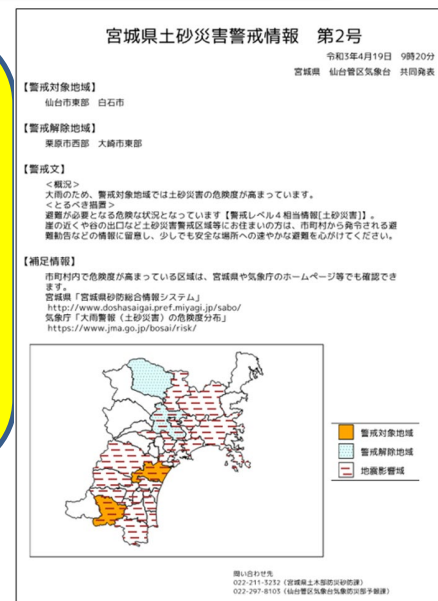 宮城県土砂災害警戒情報　第2号
令和3年4月19日　9時20分
宮城県　仙台管区気象台　共同発表
【警戒対象地域】
仙台市東部　白石市
【警戒解除地域】
栗原市西部　大崎市東部
【警戒文】
＜概況＞
大雨のため、警戒対象地域では土砂災害の危険度が高まっています。
＜とるべき措置＞
避難が必要となる危険な状況となっています【警戒レベル4相当情報[土砂災害]】。
崖の近くや谷の出口など土砂災害警戒区域等にお住まいの方は、市町村から発令される避
難勧告などの情報に留意し、少しでも安全な場所への速やかな避難を心がけてください。
【補足情報】
市町村内で危険度が高まっている区域は、宮城県や気象庁のホームページ等でも確認でき
ます。
宮城県「宮城県砂防総合情報システム」
http://www.doshasaigai.pref.miyagi.jp/sabo/
気象庁「大雨警報（土砂災害）の危険度分布」
https://www.jma.go.jp/bosai/risk/
警戒対象地域
警戒解除地域
地震影響域
問い合わせ先
022-211-3232（宮城県土木部防災砂防課）
022-297-8103（仙台管区気象台気象防災部予報課）